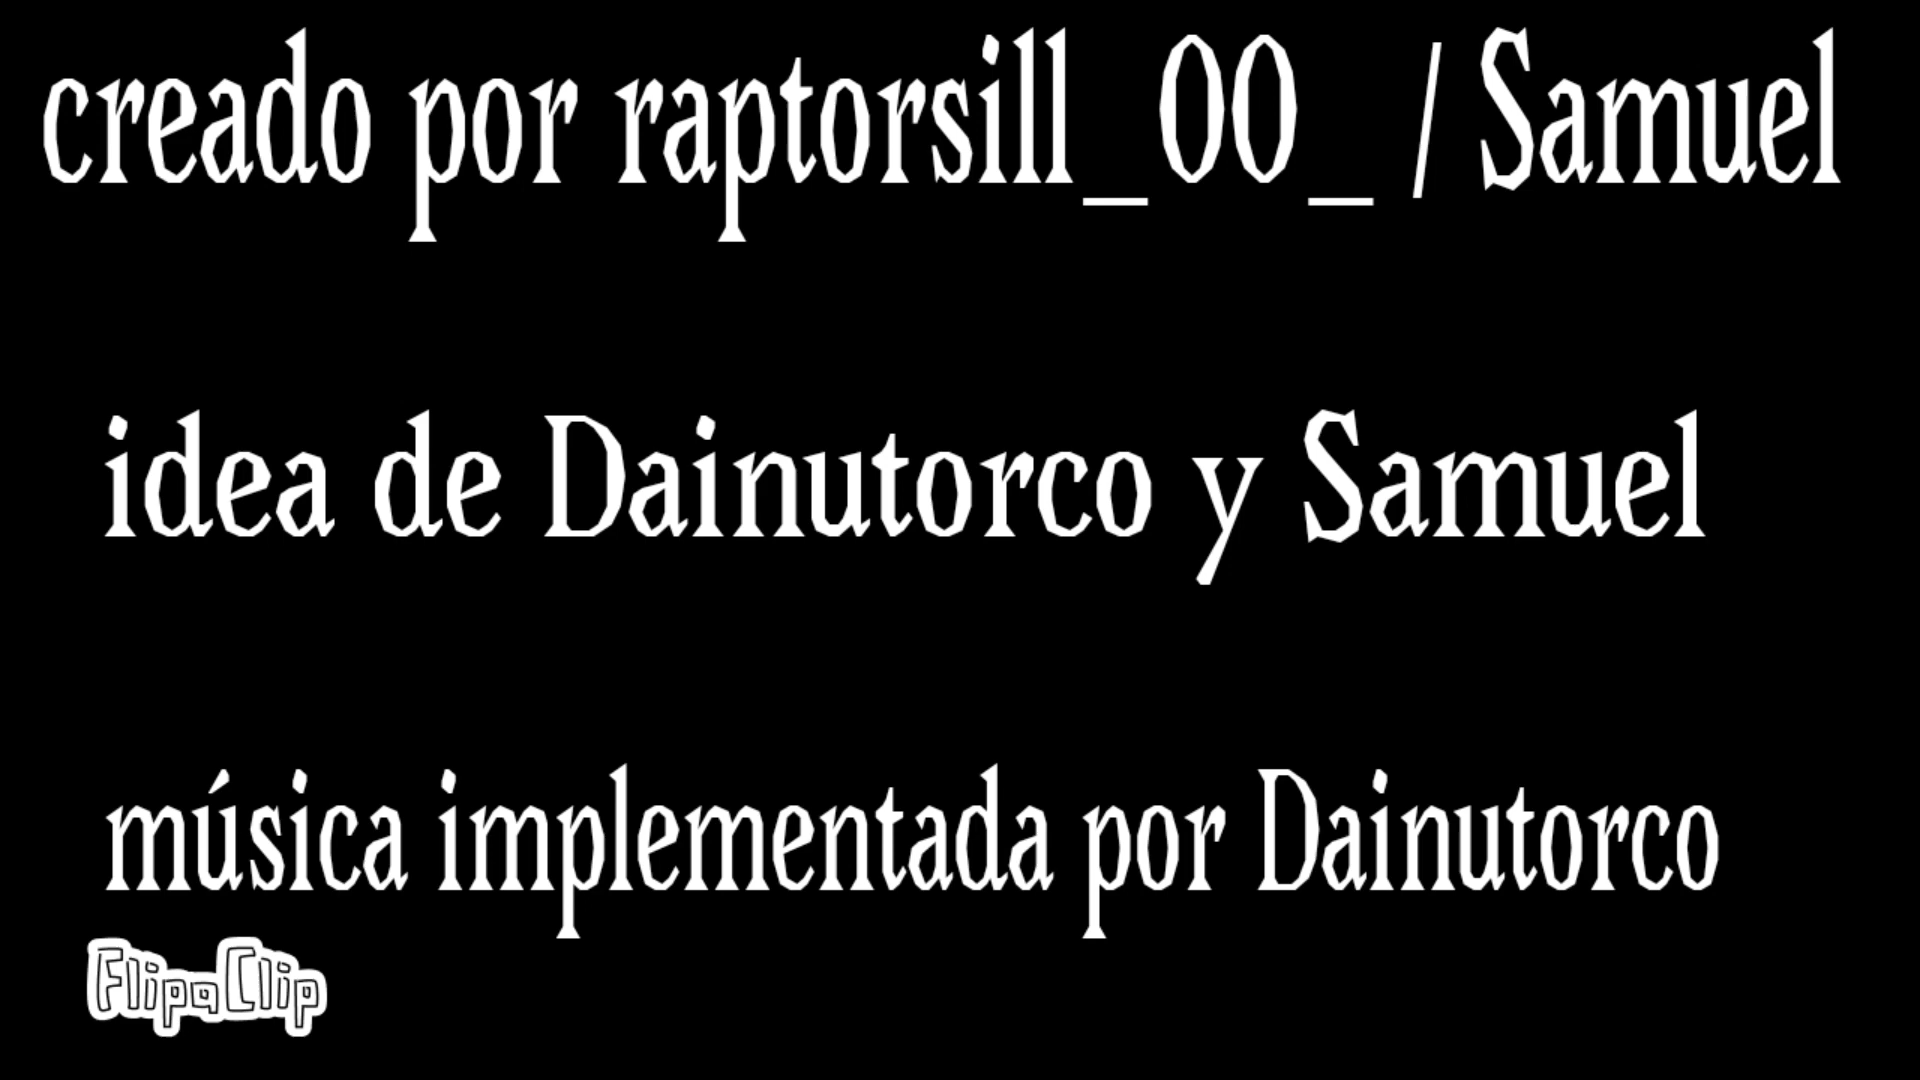 creado por raptorsill_00_ / Samuel
idea de Dainutorco y Samuel
música implementada por Dainutorco
FlipaClip